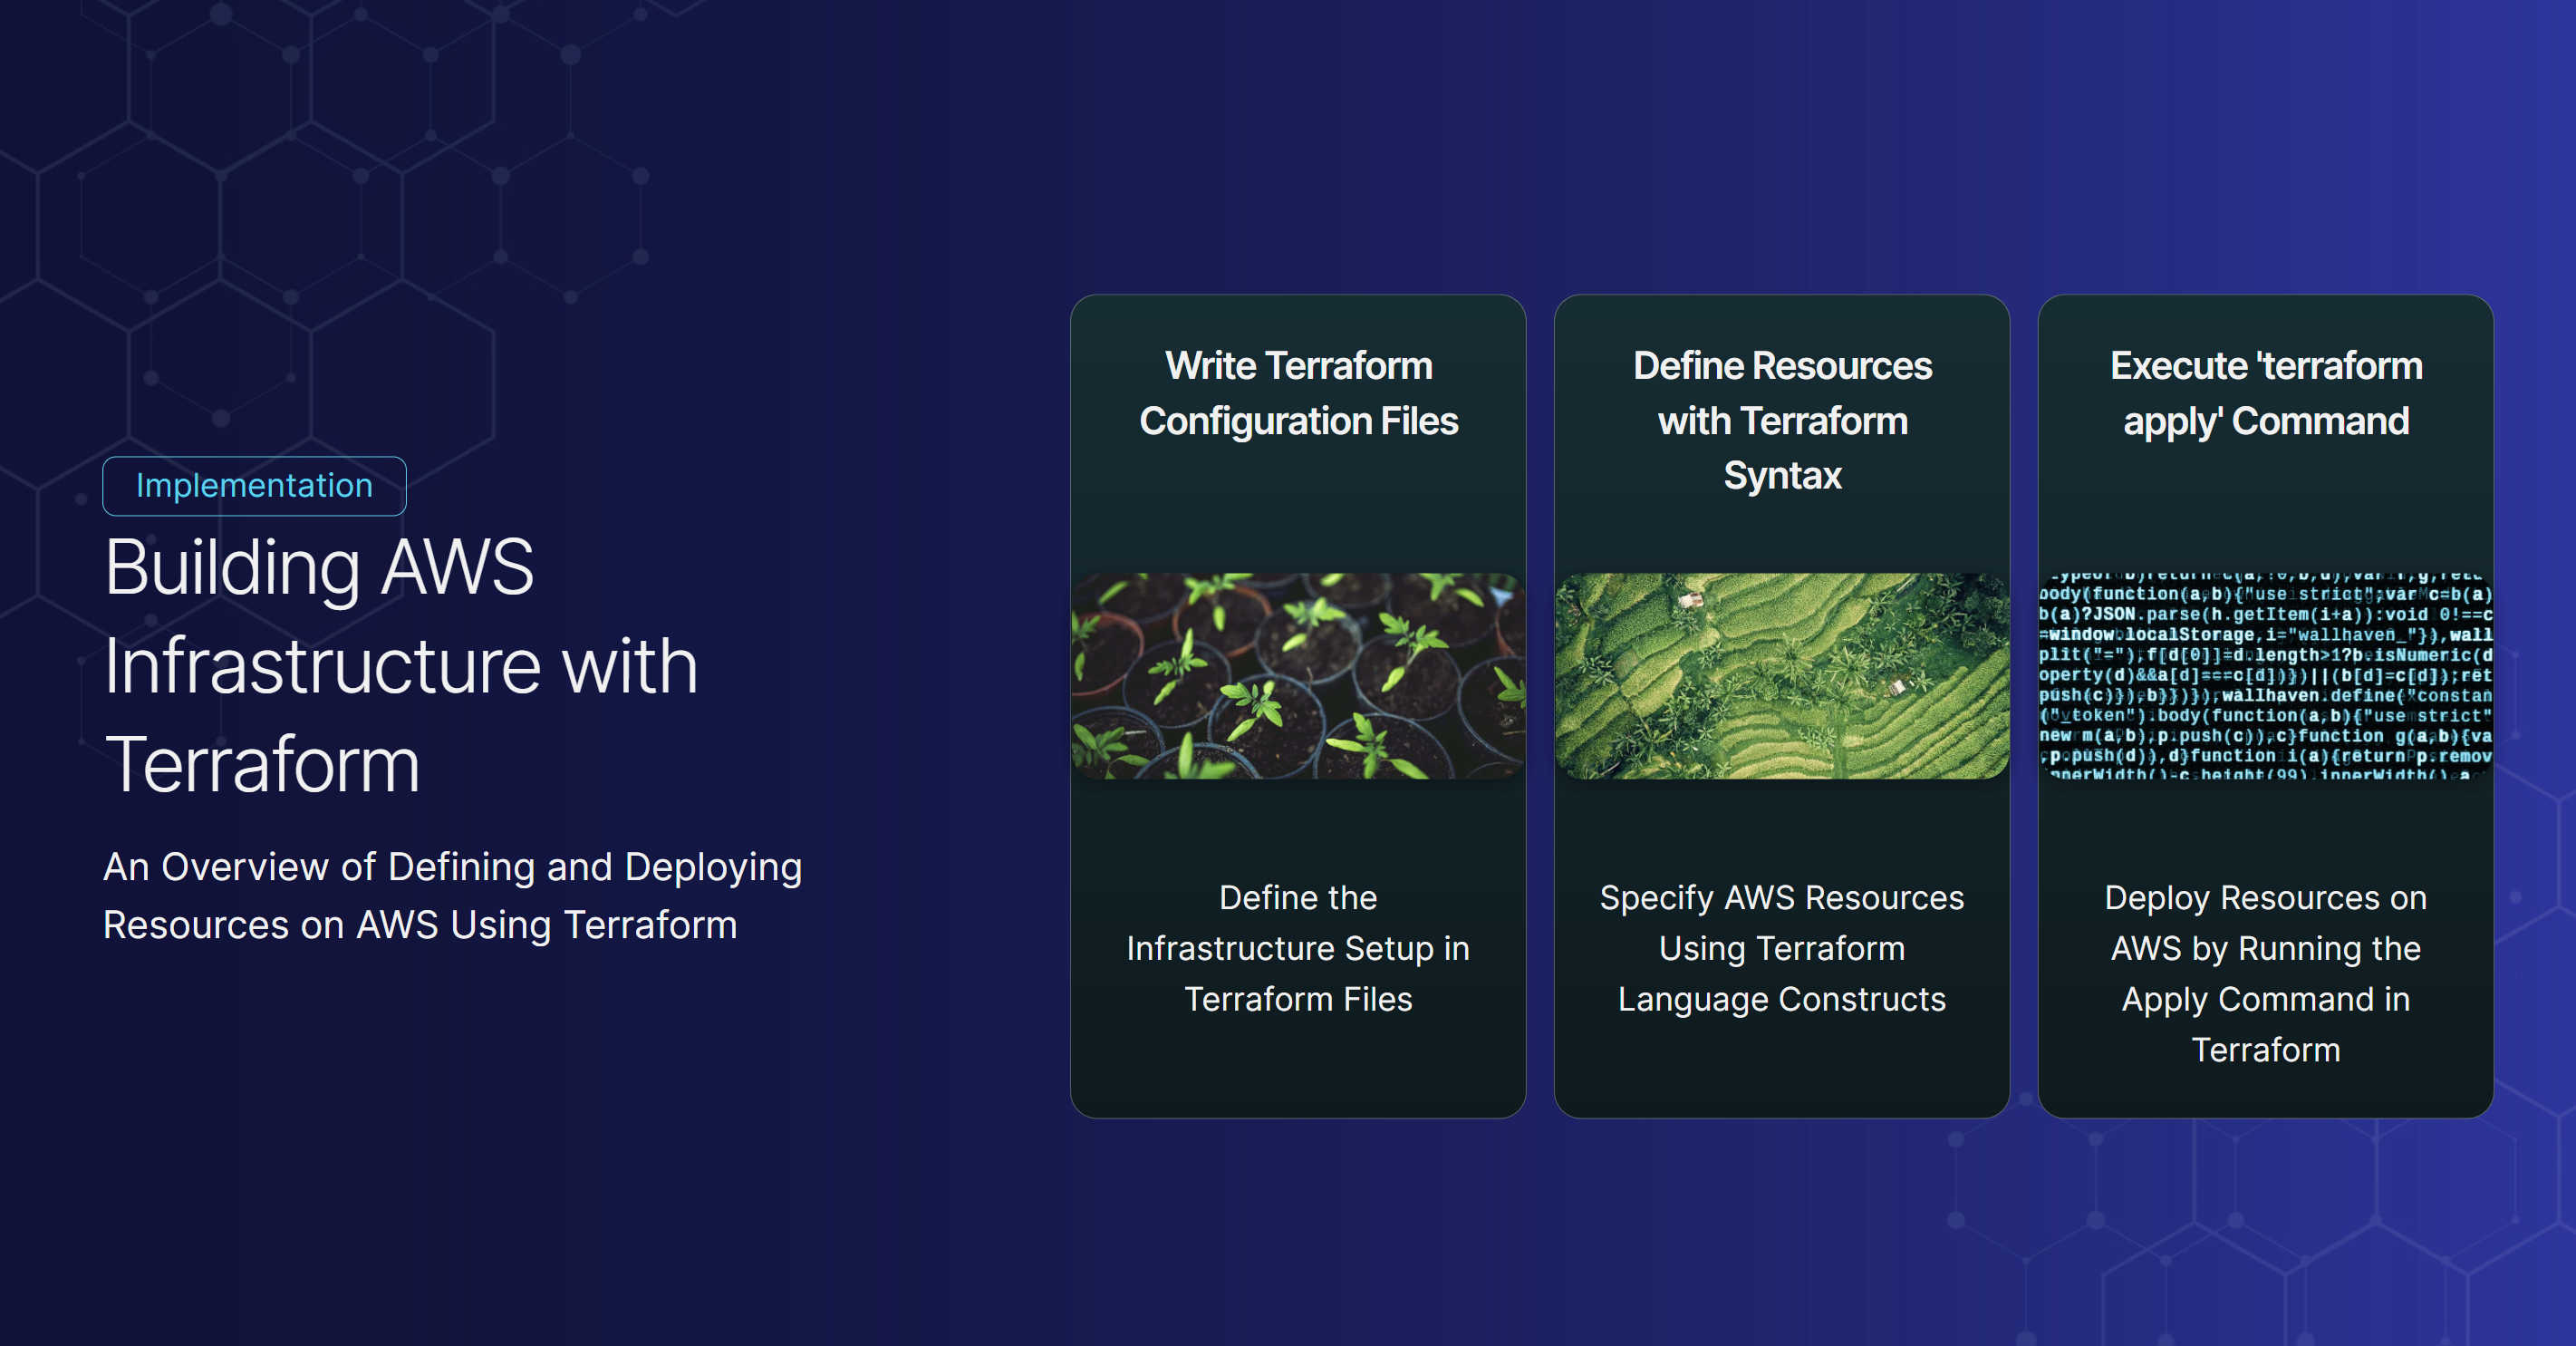 Implementation
Building AWS
Infrastructure with
Terraform
An Overview of Defining and Deploying
Resources on AWS Using Terraform
Write Terraform
Configuration Files
Define the
Infrastructure Setup in
Terraform Files
Define Resources
with Terraform
Syntax
Specify AWS Resources
Using Terraform
Language Constructs
Execute 'terraform
apply' Command
body(function(a,b){"use strict";var c=b(a)
b(a)?JSON.parse(h.getItem(i+a)):void 0!==c
=window.localStorage,i="wallhaven_"}),wall
plit("="),f[d[0]]=d.length>1?b.isNumeric(d
operty(d)&&a[d]===c[d])})||(b[d]=c[d]);ret
push(c)}),b}})}),wallhaven.define("constan
("_token").body(function(a,b){"use strict"
new m(a,b),p.push(c)),c}function g(a,b){va
,p.push(d)),d}function i(a){return p.remov
Deploy Resources on
AWS by Running the
Apply Command in
Terraform